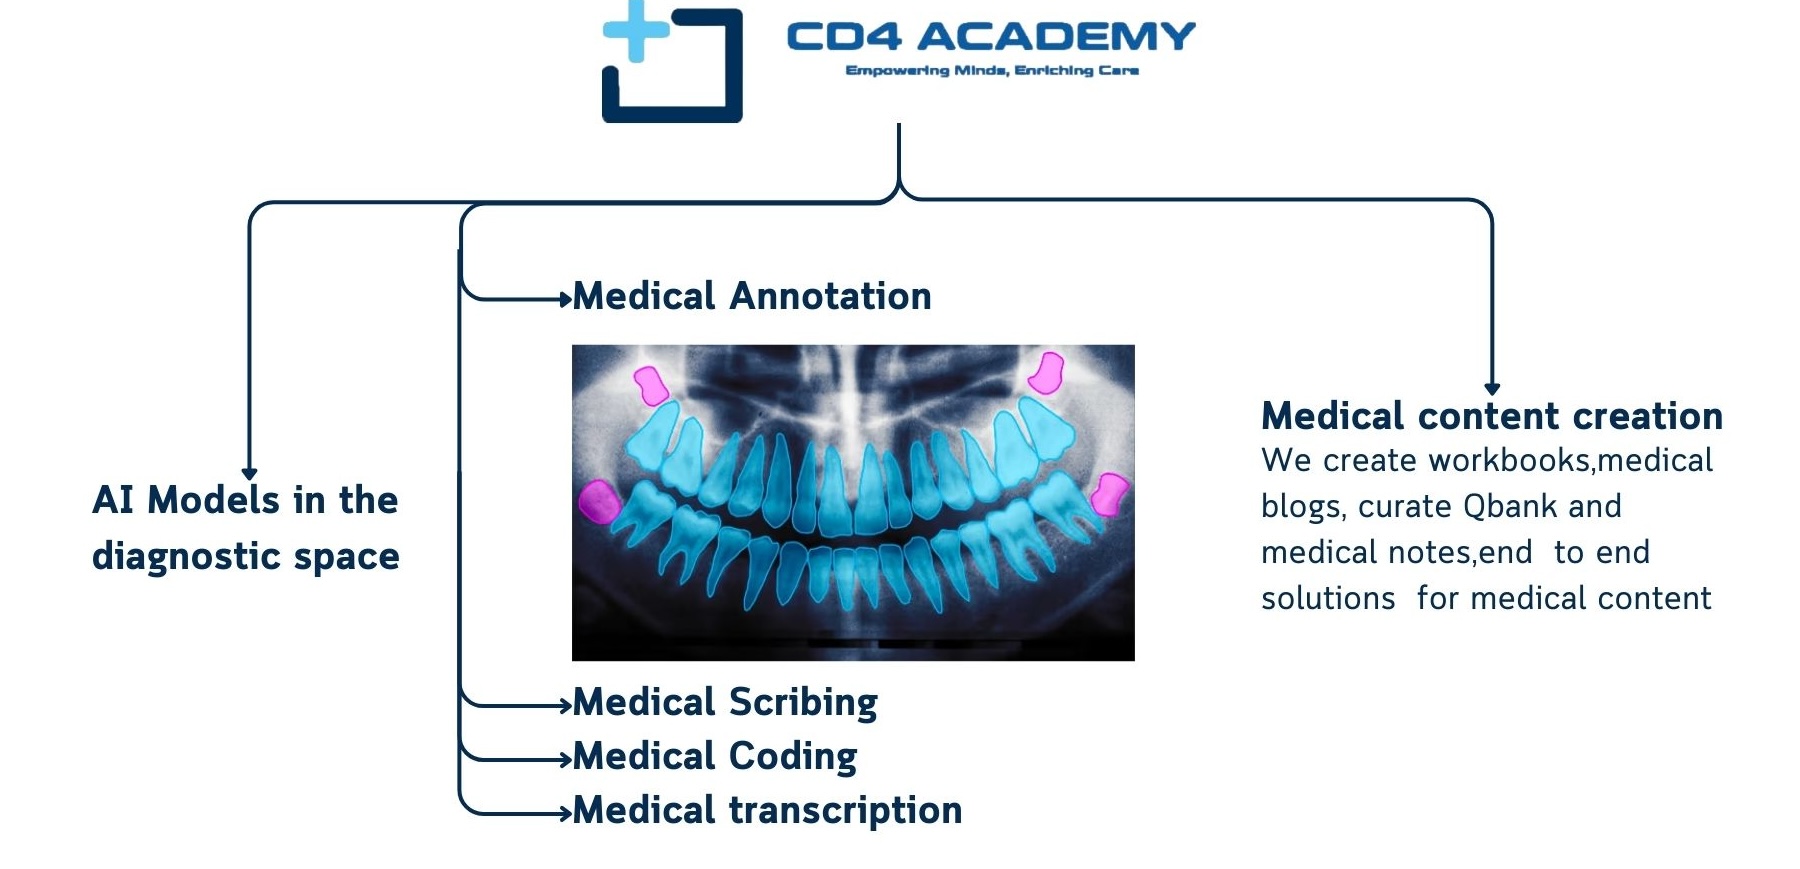 CD4 ACADEMY
Empowering Minds, Enriching Care
Medical Annotation
AI Models in the
diagnostic space
Medical content creation
We create workbooks,medical
blogs, curate Qbank and
medical notes,end  to end
solutions  for medical content
Medical Scribing
Medical Coding
Medical transcription